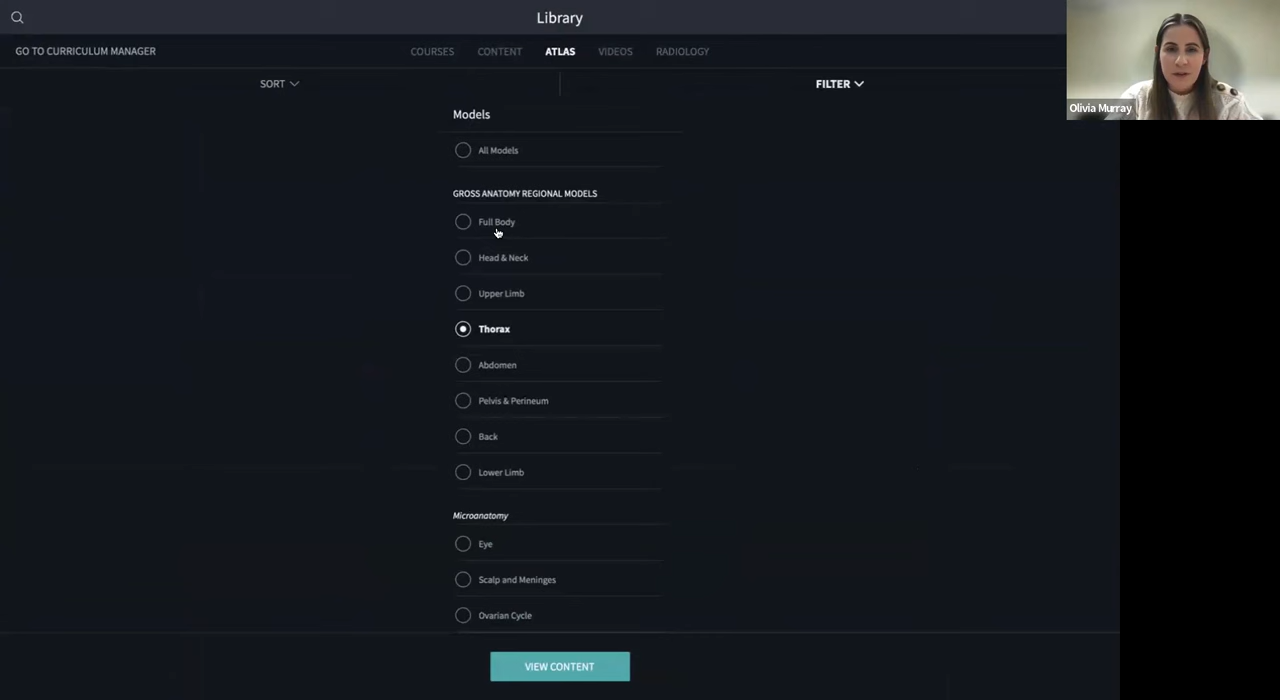 Library
GO TO CURRICULUM MANAGER
COURSES CONTENT ATLAS VIDEOS RADIOLOGY
SORT
FILTER
Olivia Murray
Models
All Models
GROSS ANATOMY REGIONAL MODELS
Full Body
Head & Neck
Upper Limb
Thorax
Abdomen
Pelvis & Perineum
Back
Lower Limb
Microanatomy
Eye
Scalp and Meninges
Ovarian Cycle
VIEW CONTENT